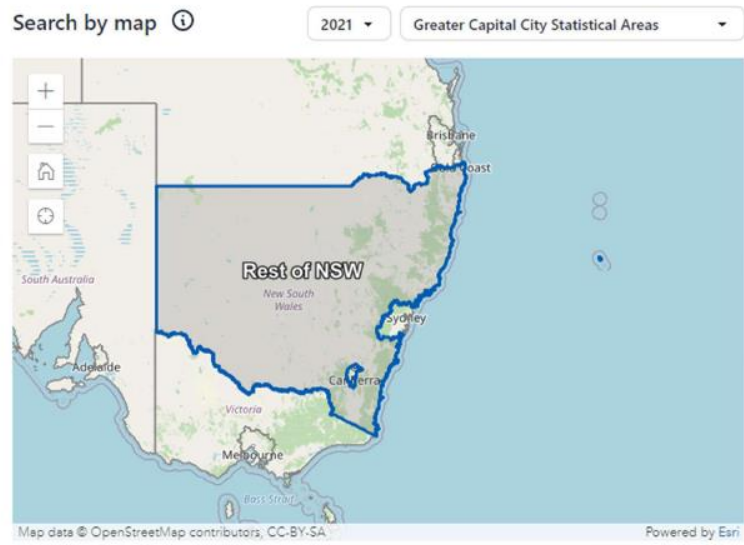 Search by map
2021
Greater Capital City Statistical Areas
Brisbane
Gold Coast
Rest of NSW
South Australia
New South
Wales
Sydney
Adelaide
Canberra
Victoria
Melbourne
Bass Strait
Map data © OpenStreetMap contributors, CC-BY-SA
Powered by Esri